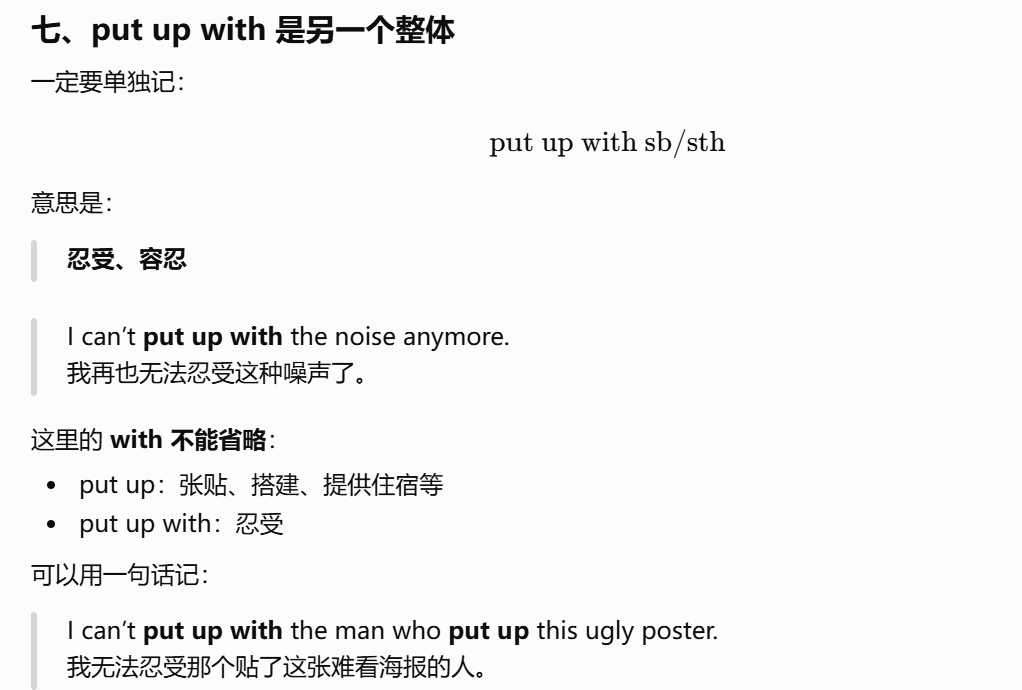 七、put up with 是另一个整体
一定要单独记：
put up with sb/sth
意思是：
忍受、容忍
I can’t put up with the noise anymore.
我再也无法忍受这种噪声了。
这里的 with 不能省略：
• put up：张贴、搭建、提供住宿等
• put up with：忍受
可以用一句话记：
I can’t put up with the man who put up this ugly poster.
我无法忍受那个贴了这张难看海报的人。